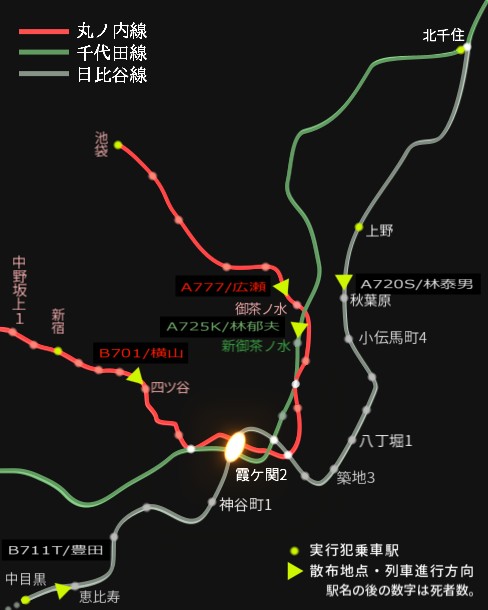 丸ノ内線
千代田線
日比谷線
北千住
池袋
上野
中野坂上1
新宿
A777/広瀬
A720S/林泰男
秋葉原
御茶ノ水
A725K/林郁夫
新御茶ノ水
小伝馬町4
B701/横山
四ツ谷
八丁堀1
霞ケ関2
築地3
神谷町1
B711T/豊田
中目黒
恵比寿
実行犯乗車駅
散布地点・列車進行方向
駅名の後の数字は死者数。